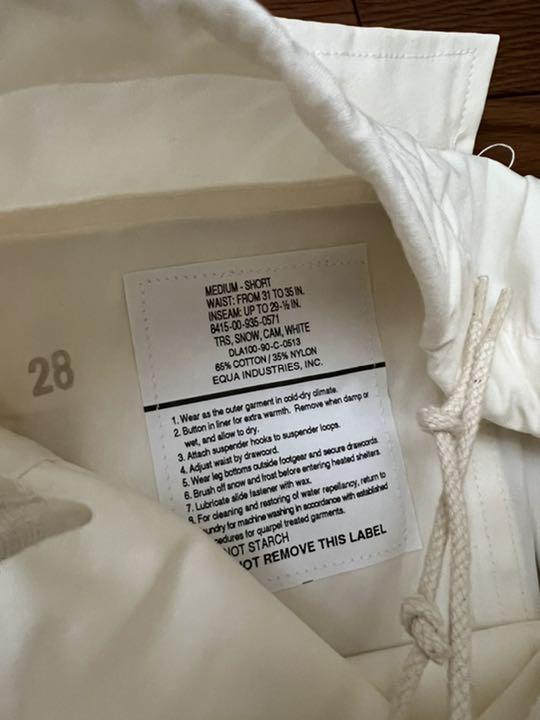 28
MEDIUM - SHORT
WAIST: FROM 31 TO 35 IN.
INSEAM: UP TO 29-½ IN.
8415-00-935-0571
TRS, SNOW, CAM, WHITE
DLA100-90-C-0513
65% COTTON / 35% NYLON
EQUA INDUSTRIES, INC.
1. Wear as the outer garment in cold-dry climate.
2. Button in liner for extra warmth. Remove when damp or
wet, and allow to dry.
3. Attach suspender hooks to suspender loops.
4. Adjust waist by drawcord.
5. Wear leg bottoms outside footgear and secure drawcords.
6. Brush off snow and frost before entering heated shelters.
7. Lubricate slide fastener with wax.
8. For cleaning and restoring of water repellancy, return to
for machine washing in accordance with established
for quarpel treated garments.
NOT STARCH
NOT REMOVE THIS LABEL